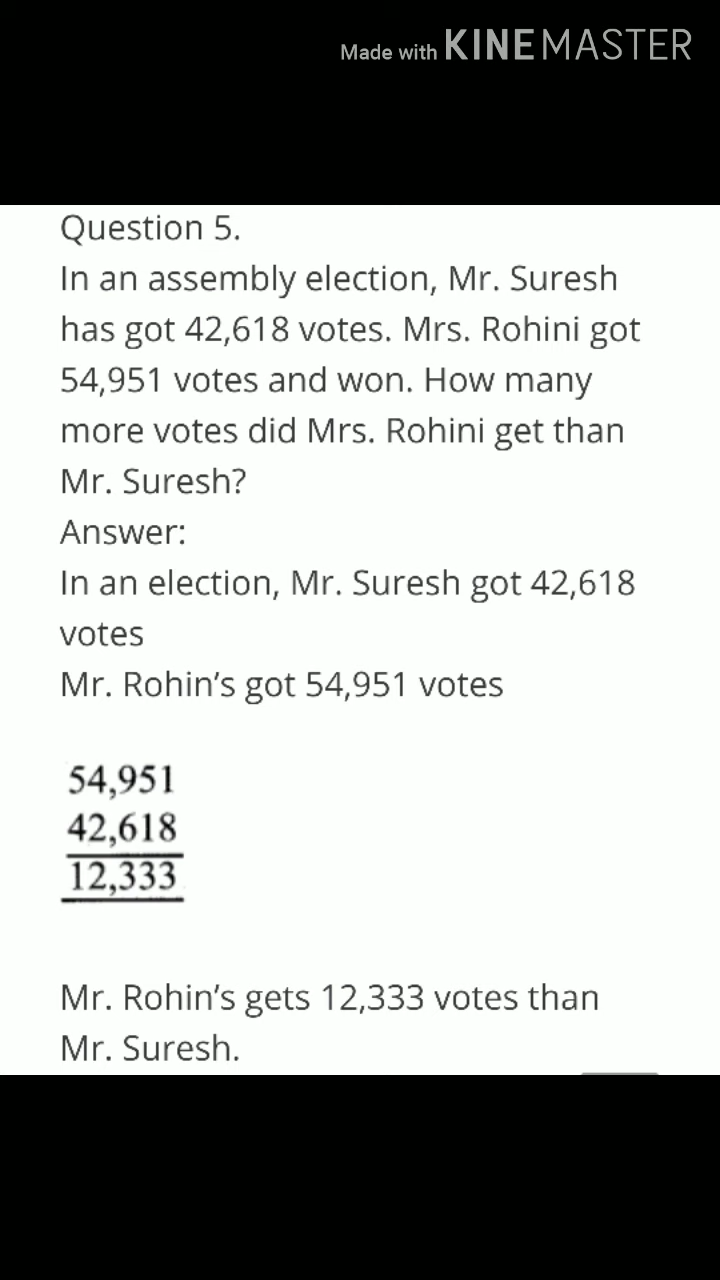 Made with KINEMASTER
Question 5.
In an assembly election, Mr. Suresh
has got 42,618 votes. Mrs. Rohini got
54,951 votes and won. How many
more votes did Mrs. Rohini get than
Mr. Suresh?
Answer:
In an election, Mr. Suresh got 42,618
votes
Mr. Rohin’s got 54,951 votes
54,951
42,618
12,333
Mr. Rohin’s gets 12,333 votes than
Mr. Suresh.